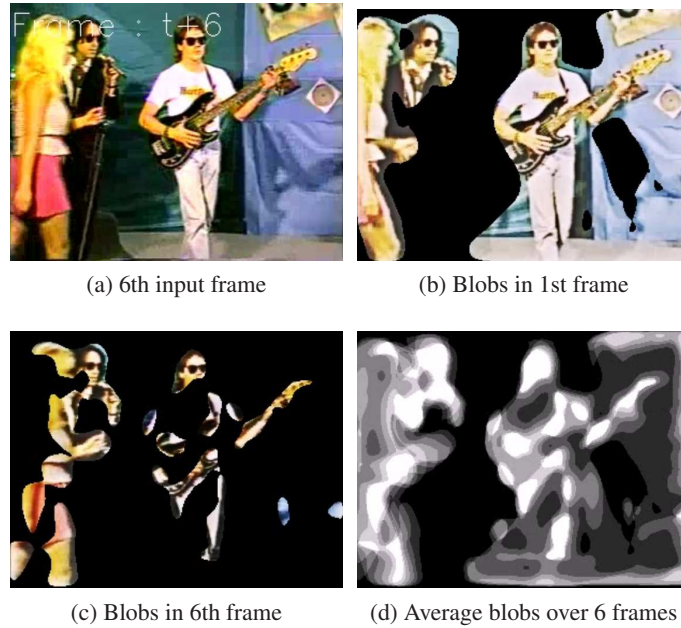 Frame : t+6
(a) 6th input frame
(b) Blobs in 1st frame
(c) Blobs in 6th frame
(d) Average blobs over 6 frames